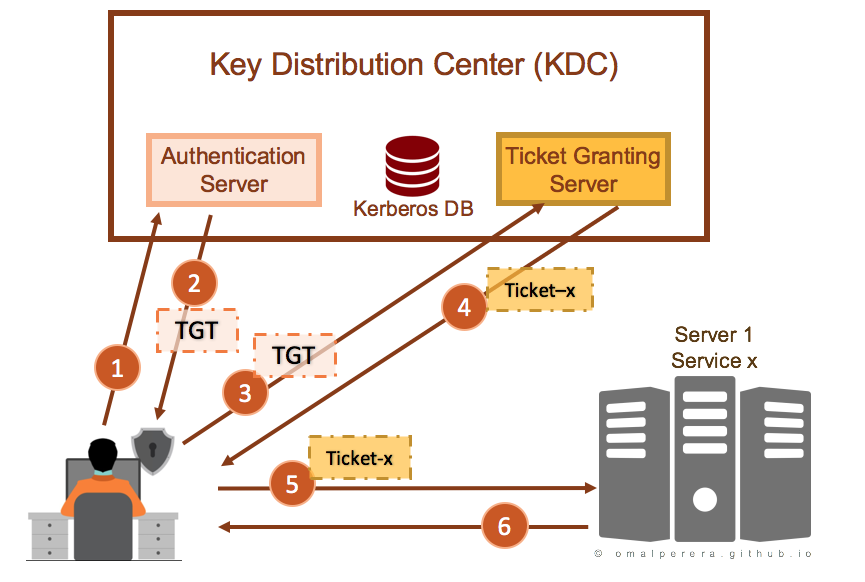 Key Distribution Center (KDC)
Authentication
Server
Kerberos DB
Ticket Granting
Server
2
TGT
1
3
TGT
4
Ticket–x
Server 1
Service x
5
Ticket-x
6
© omalperera.github.io